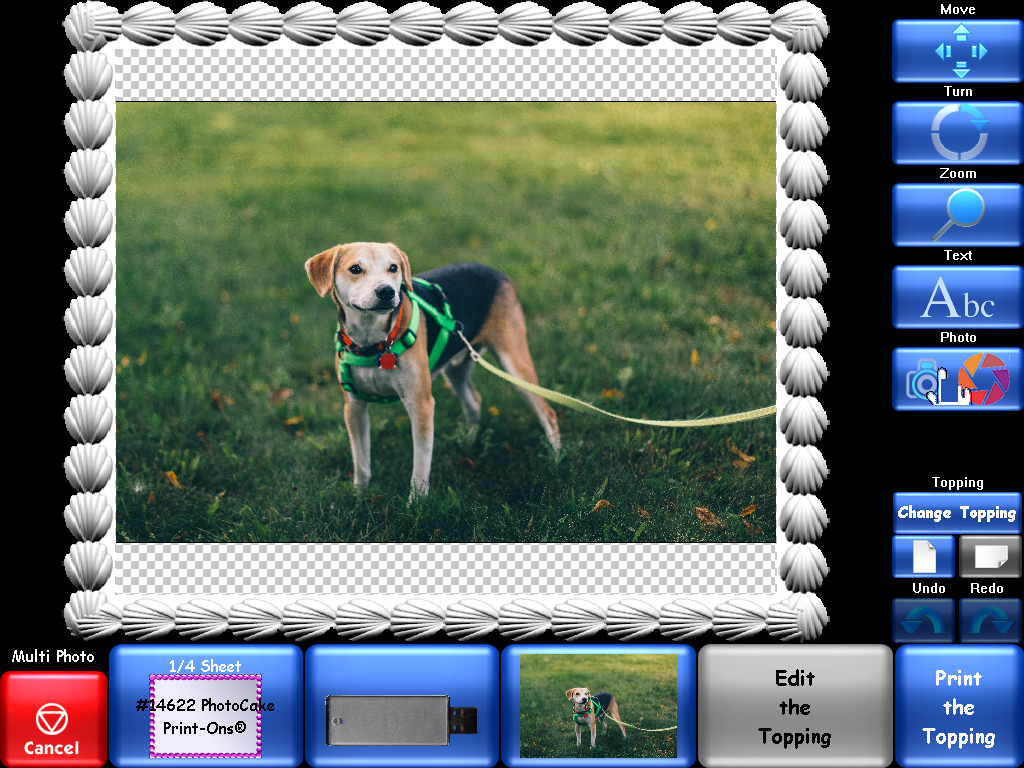 Move
Turn
Zoom
Text
Abc
Photo
Topping
Change Topping
Undo
Redo
Multi Photo
Cancel
1/4 Sheet
#14622 PhotoCake
Print-Ons®
Edit
the
Topping
Print
the
Topping